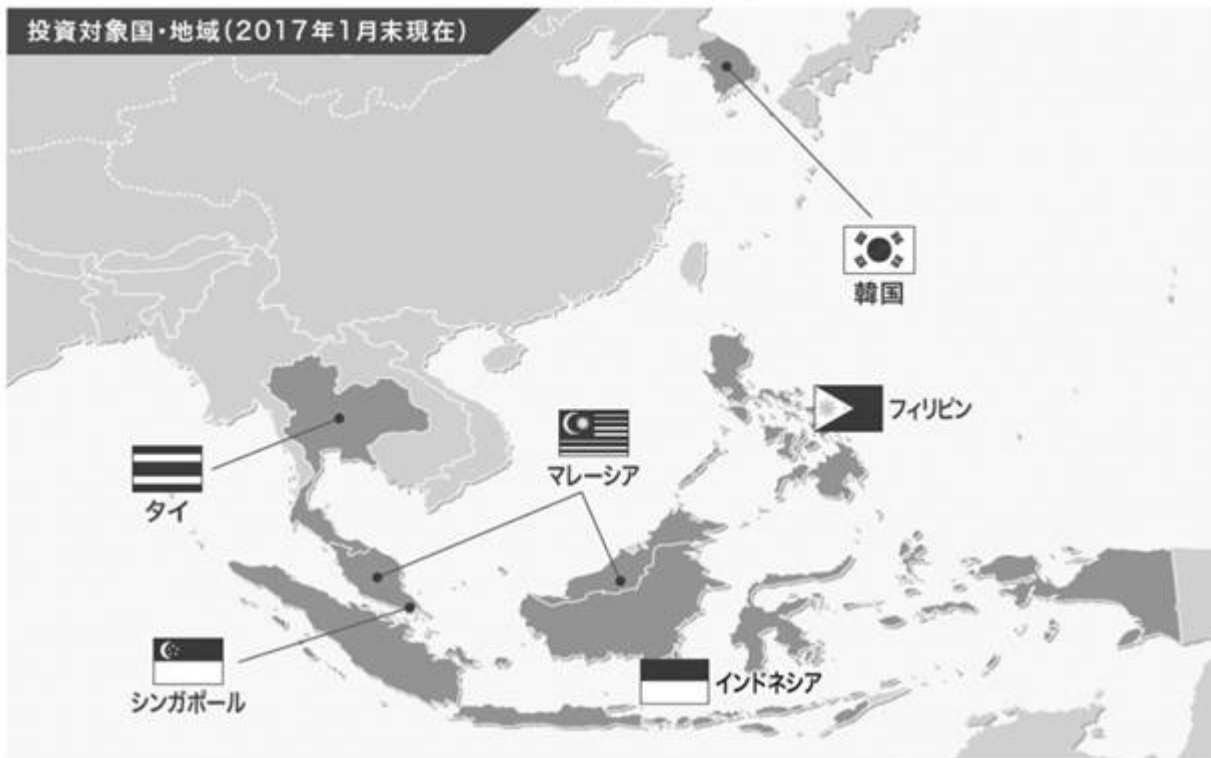 投資対象国・地域(2017年1月末現在)
韓国
フィリピン
マレーシア
タイ
シンガポール
インドネシア